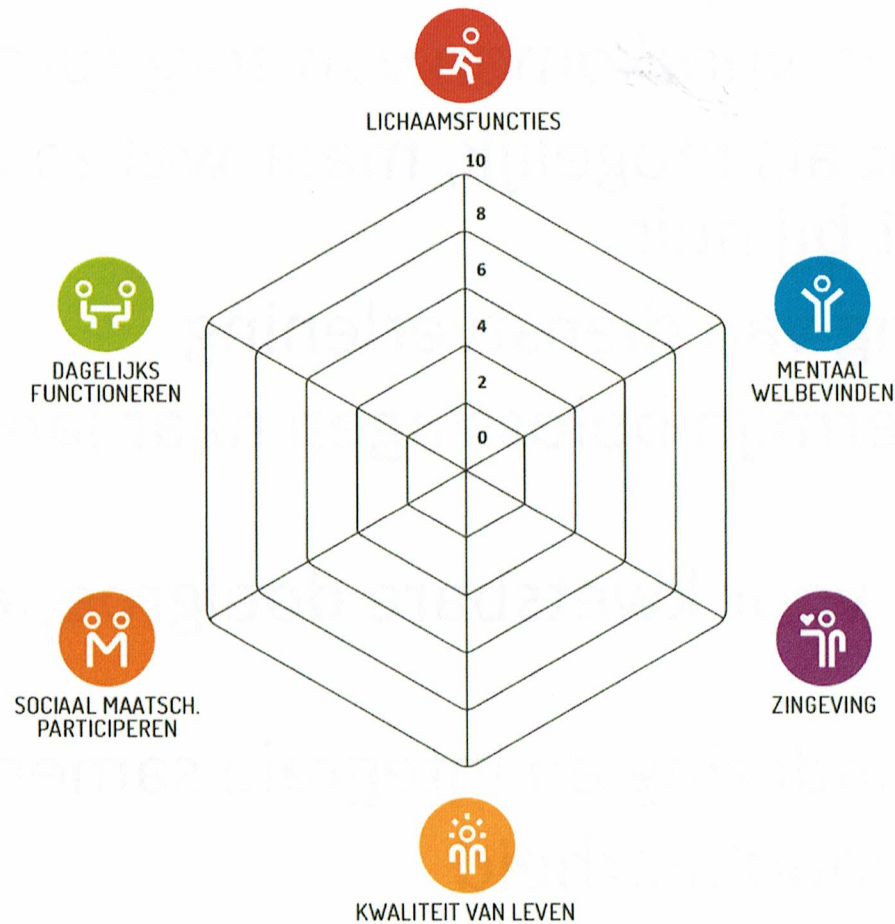 LICHAAMSFUNCTIES
10
8
6
4
2
0
DAGELIJKS
FUNCTIONEREN
MENTAAL
WELBEVINDEN
SOCIAAL MAATSCH.
PARTICIPEREN
ZINGEVING
KWALITEIT VAN LEVEN